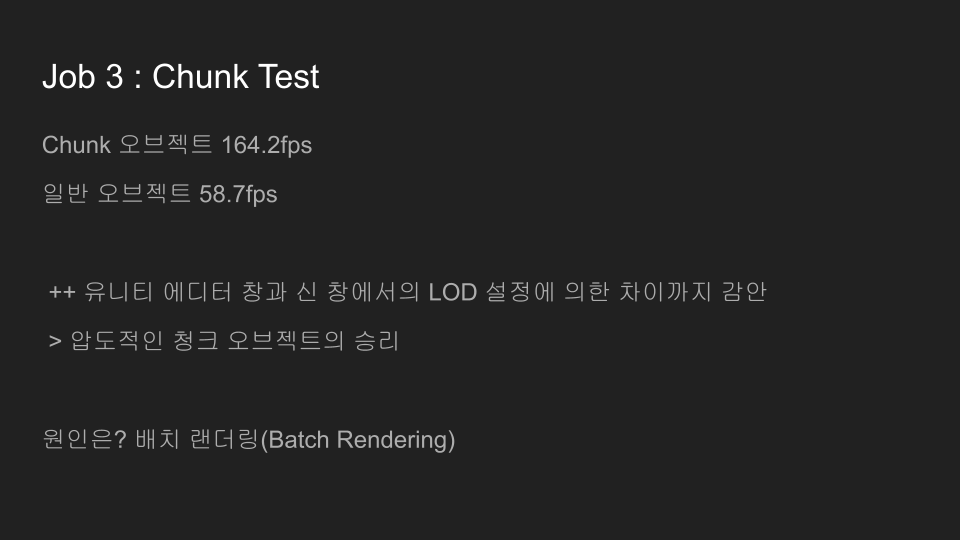 Job 3 : Chunk Test
Chunk 오브젝트 164.2fps
일반 오브젝트 58.7fps
++ 유니티 에디터 창과 신 창에서의 LOD 설정에 의한 차이까지 감안
> 압도적인 청크 오브젝트의 승리
원인은? 배치 랜더링(Batch Rendering)